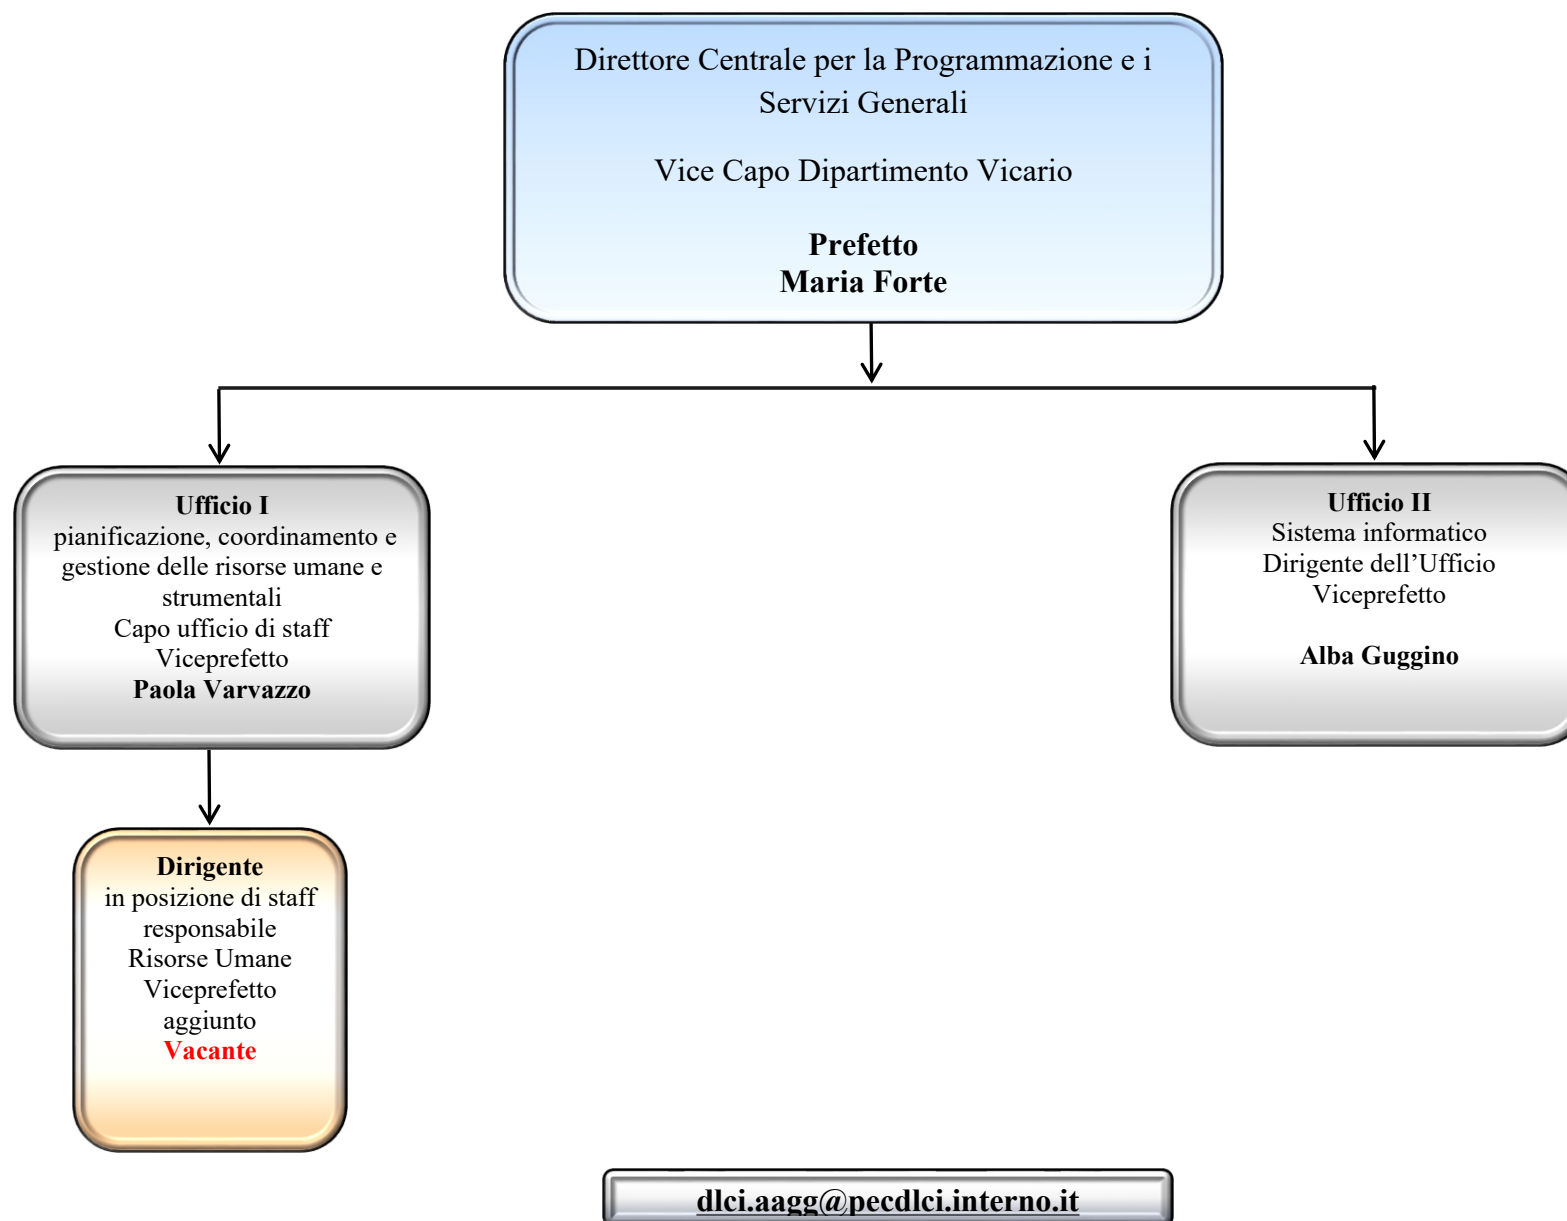 Direttore Centrale per la Programmazione e i
Servizi Generali
Vice Capo Dipartimento Vicario
Prefetto
Maria Forte
Ufficio I
pianificazione, coordinamento e
gestione delle risorse umane e
strumentali
Capo ufficio di staff
Viceprefetto
Paola Varvazzo
Ufficio II
Sistema informatico
Dirigente dell’Ufficio
Viceprefetto
Alba Guggino
Dirigente
in posizione di staff
responsabile
Risorse Umane
Viceprefetto
aggiunto
Vacante
dlci.aagg@pecdlci.interno.it